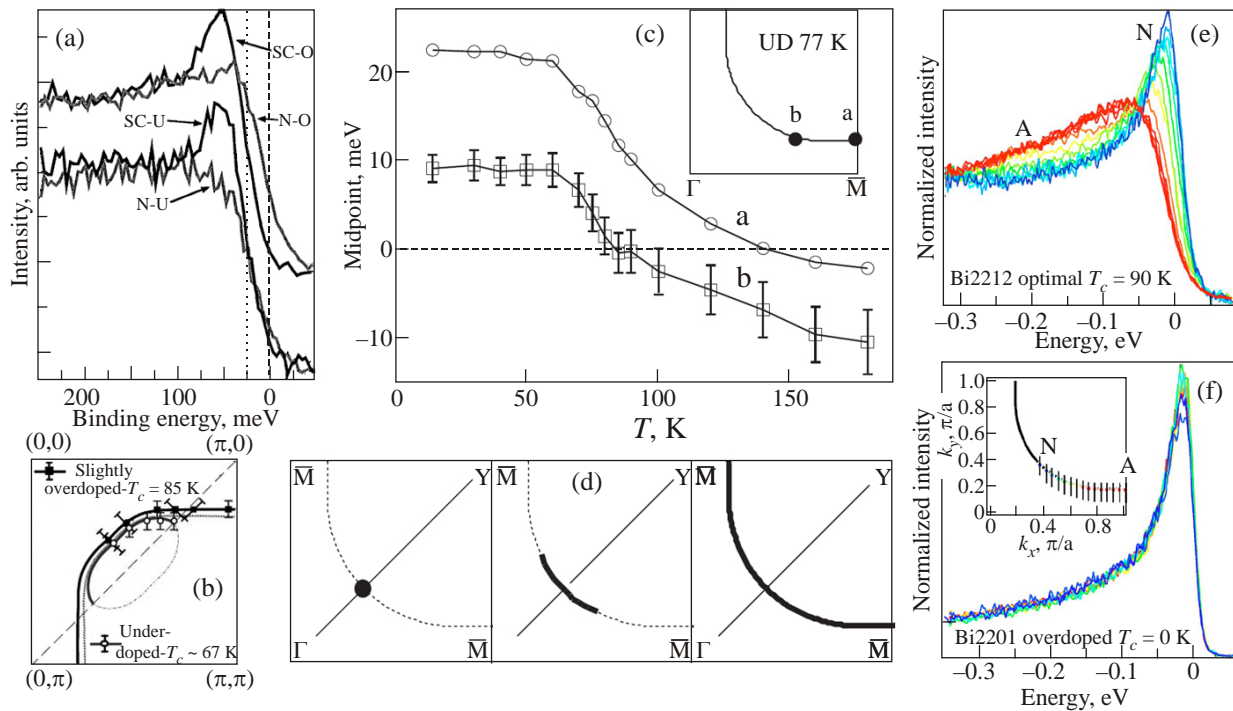 (a)
SC-O
N-O
SC-U
N-U
Intensity, arb. units
200
100
0
Binding energy, meV
(c)
UD 77 K
b
a
Γ
M̅
a
b
20
10
0
−10
Midpoint, meV
0
50
100
150
T, K
(e)
N
A
Normalized intensity
Bi2212 optimal Tc = 90 K
−0.3
−0.2
−0.1
0
Energy, eV
(0,0)
(π,0)
Slightly
overdoped-Tc = 85 K
(b)
Under-
doped-Tc ~ 67 K
(0,π)
(π,π)
(d)
M̅
Y
Γ
M̅
M̅
Y
Γ
M̅
M̅
Y
Γ
M̅
(f)
1.0
0.8
0.6
0.4
0.2
0
ky, π/a
N
A
0
0.4
0.8
kx, π/a
Normalized intensity
Bi2201 overdoped Tc = 0 K
−0.3
−0.2
−0.1
0
Energy, eV